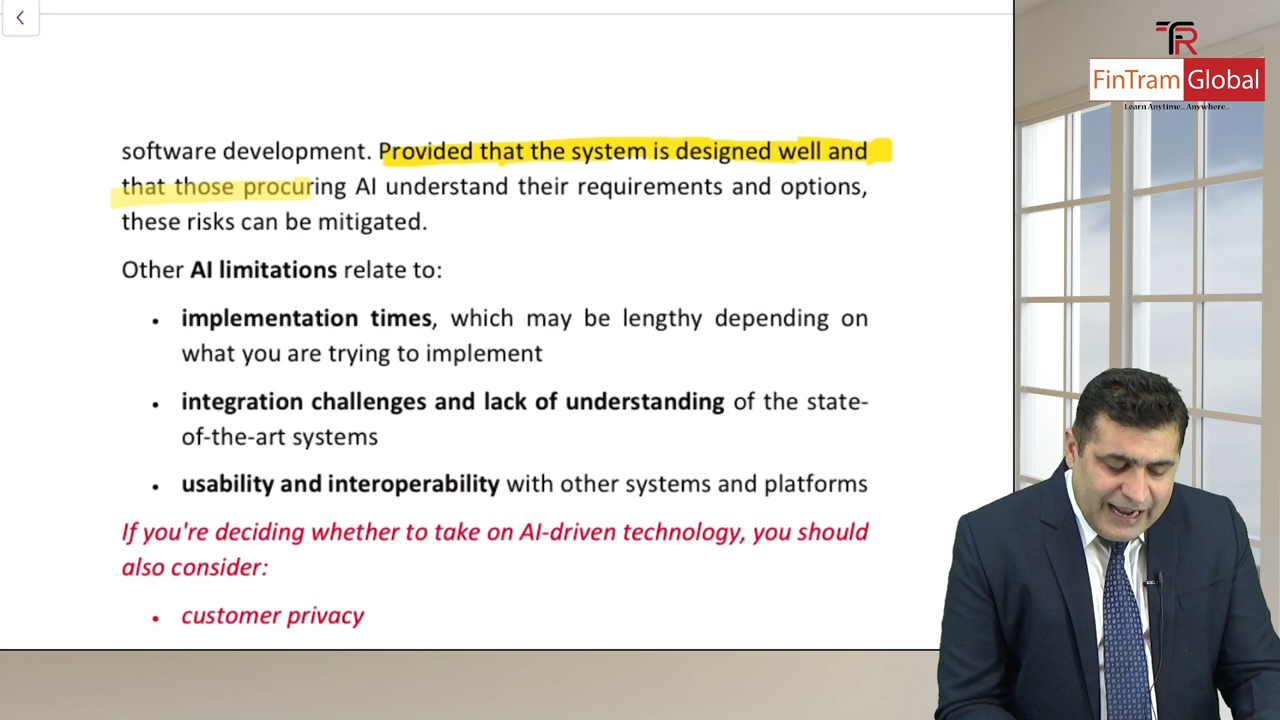 TR
FinTram Global
Learn Anytime.. Anywhere..
software development. Provided that the system is designed well and
that those procuring AI understand their requirements and options,
these risks can be mitigated.
Other AI limitations relate to:
• implementation times, which may be lengthy depending on
what you are trying to implement
• integration challenges and lack of understanding of the state-
of-the-art systems
• usability and interoperability with other systems and platforms
If you're deciding whether to take on AI-driven technology, you should
also consider:
• customer privacy